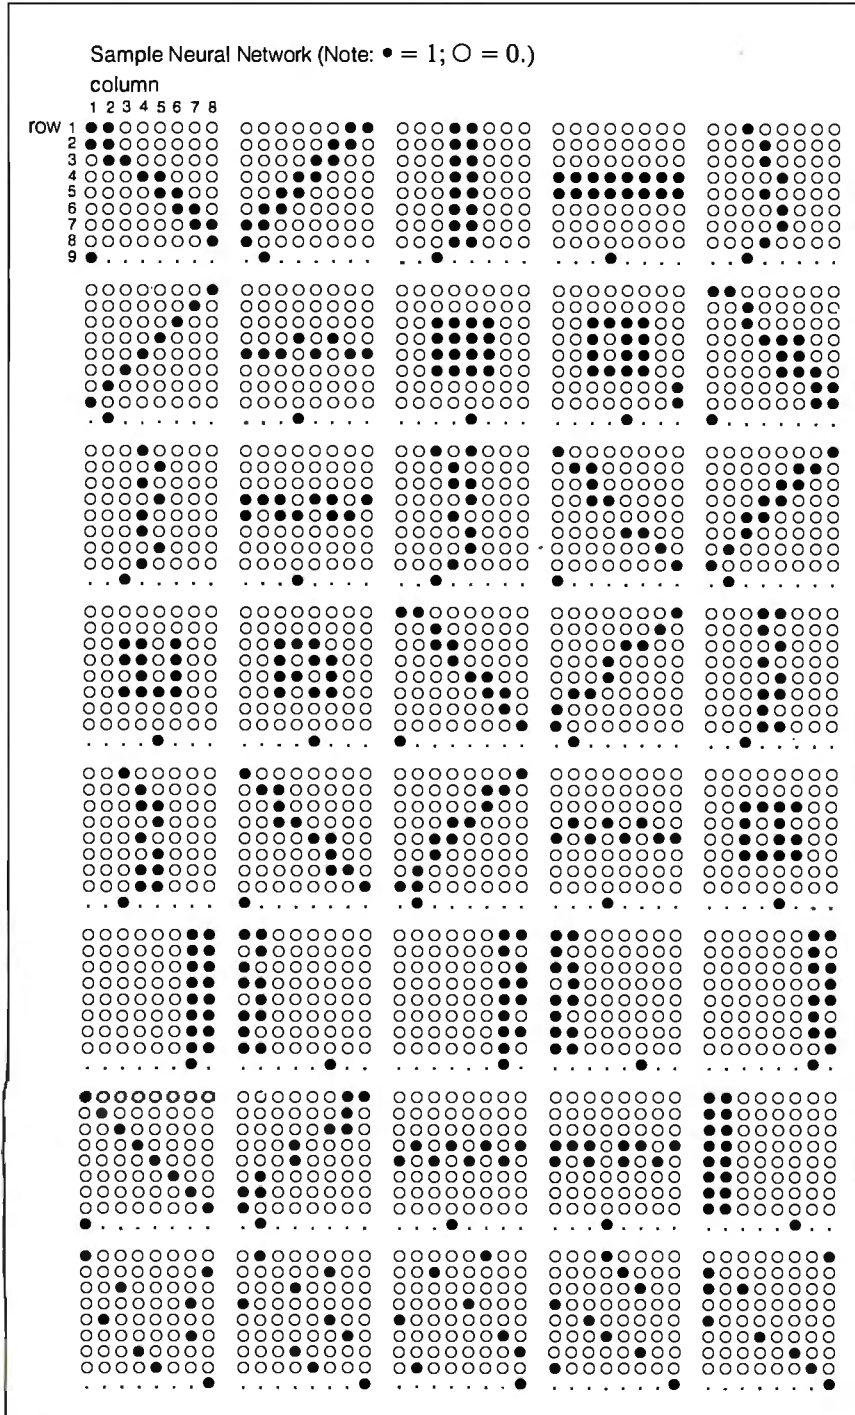 Sample Neural Network (Note: ● = 1; ○ = 0.)
column
1 2 3 4 5 6 7 8
row 1
2
3
4
5
6
7
8
9